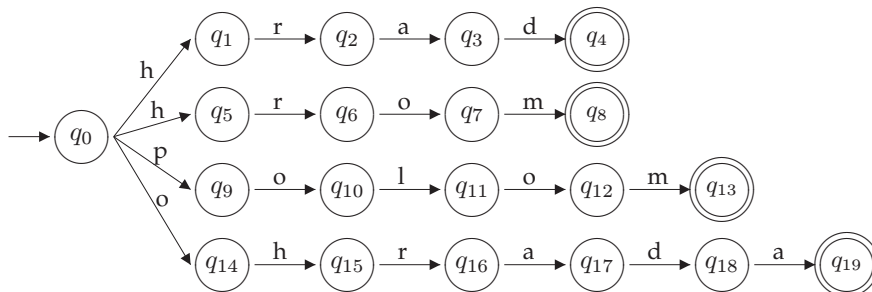 q1 r q2 a q3 d q4
h
h q5 r q6 o q7 m q8
q0
p
q9 o q10 l q11 o q12 m q13
o
q14 h q15 r q16 a q17 d q18 a q19